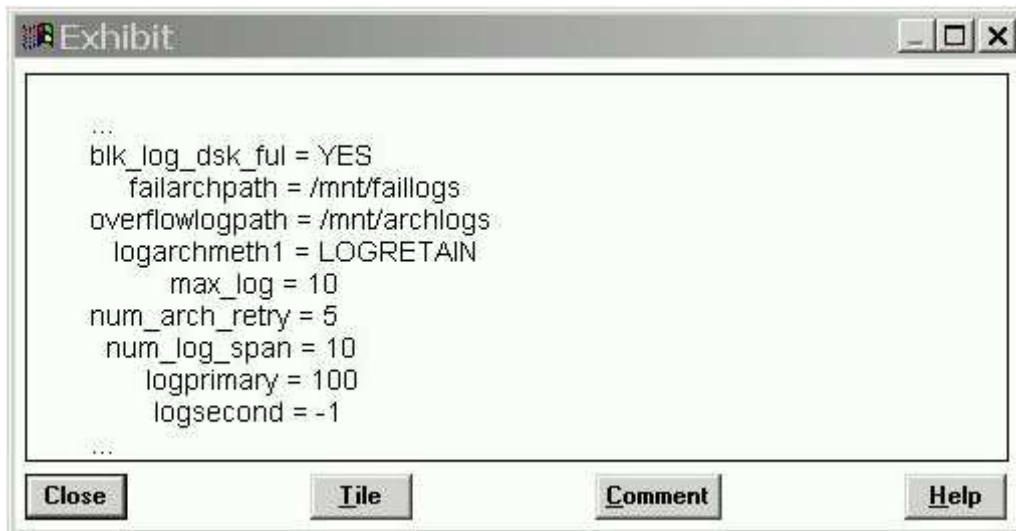 Exhibit
...
blk_log_dsk_ful = YES
failarchpath = /mnt/faillogs
overflowlogpath = /mnt/archlogs
logarchmeth1 = LOGRETAIN
max_log = 10
num_arch_retry = 5
num_log_span = 10
logprimary = 100
logsecond = -1
...
Close Tile Comment Help